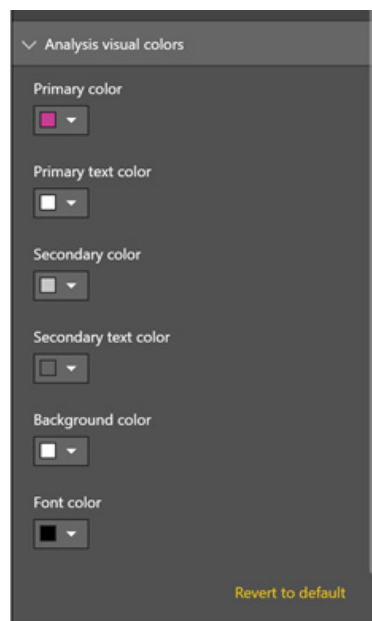 Analysis visual colors
Primary color
Primary text color
Secondary color
Secondary text color
Background color
Font color
Revert to default